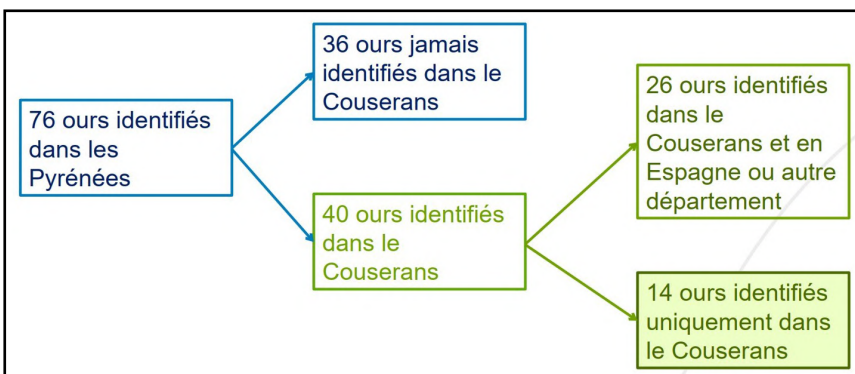 76 ours identifiés
dans les
Pyrénées
36 ours jamais
identifiés dans le
Couserans
40 ours identifiés
dans le
Couserans
26 ours identifiés
dans le
Couserans et en
Espagne ou autre
département
14 ours identifiés
uniquement dans
le Couserans